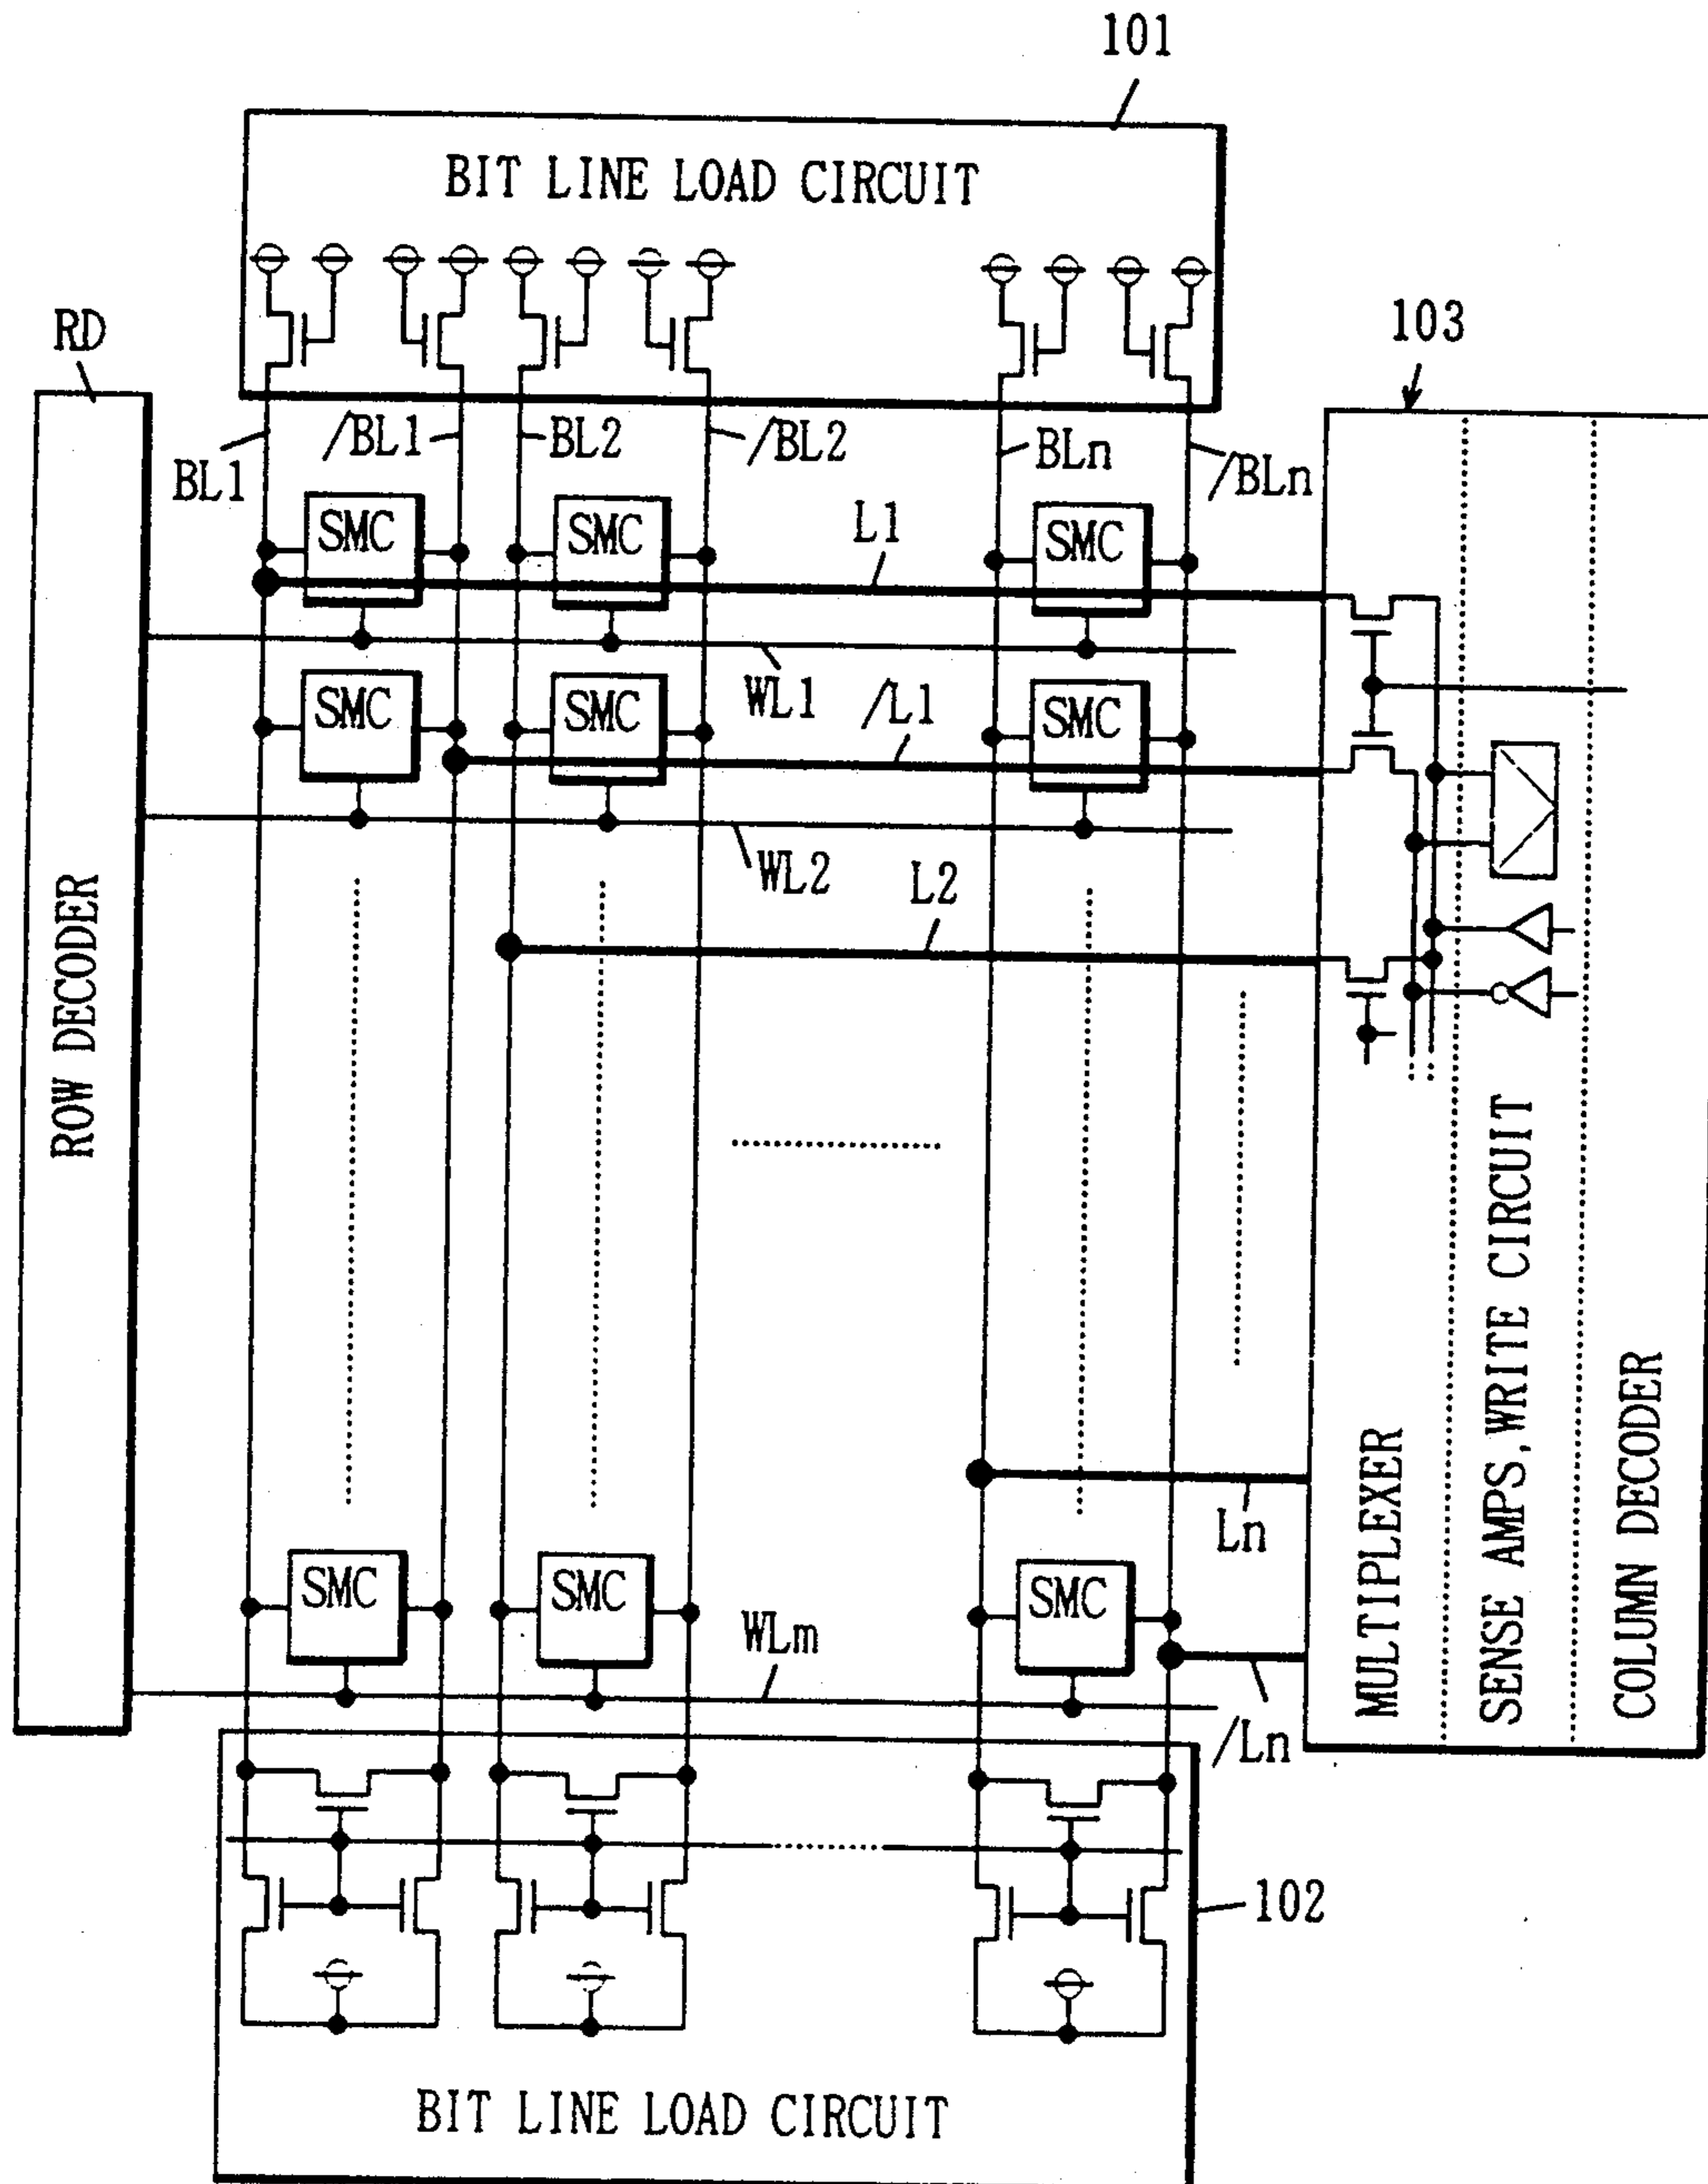 101
BIT LINE LOAD CIRCUIT
RD
103
BL1
/BL1
BL2
/BL2
BLn
/BLn
SMC
SMC
SMC
L1
WL1
SMC
SMC
SMC
/L1
WL2
L2
ROW DECODER
MULTIPLEXER
SENSE AMPS,WRITE CIRCUIT
COLUMN DECODER
Ln
SMC
SMC
SMC
WLm
/Ln
102
BIT LINE LOAD CIRCUIT